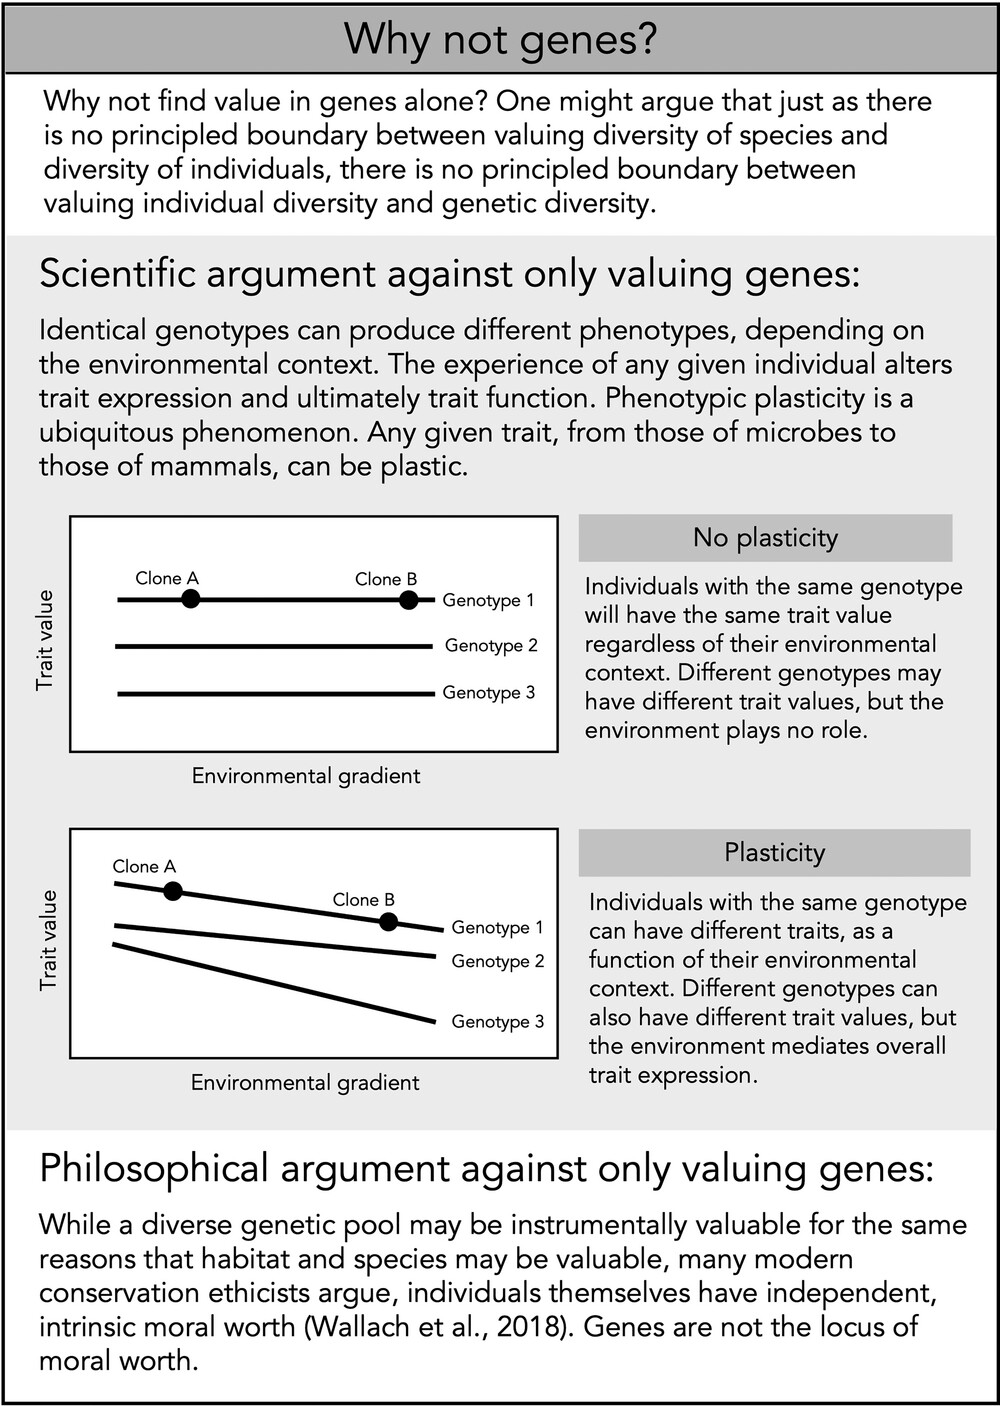 Why not genes?
Why not find value in genes alone? One might argue that just as there
is no principled boundary between valuing diversity of species and
diversity of individuals, there is no principled boundary between
valuing individual diversity and genetic diversity.
Scientific argument against only valuing genes:
Identical genotypes can produce different phenotypes, depending on
the environmental context. The experience of any given individual alters
trait expression and ultimately trait function. Phenotypic plasticity is a
ubiquitous phenomenon. Any given trait, from those of microbes to
those of mammals, can be plastic.
Trait value
Clone A
Clone B
Genotype 1
Genotype 2
Genotype 3
Environmental gradient
No plasticity
Individuals with the same genotype
will have the same trait value
regardless of their environmental
context. Different genotypes may
have different trait values, but the
environment plays no role.
Trait value
Clone A
Clone B
Genotype 1
Genotype 2
Genotype 3
Environmental gradient
Plasticity
Individuals with the same genotype
can have different traits, as a
function of their environmental
context. Different genotypes can
also have different trait values, but
the environment mediates overall
trait expression.
Philosophical argument against only valuing genes:
While a diverse genetic pool may be instrumentally valuable for the same
reasons that habitat and species may be valuable, many modern
conservation ethicists argue, individuals themselves have independent,
intrinsic moral worth (Wallach et al., 2018). Genes are not the locus of
moral worth.